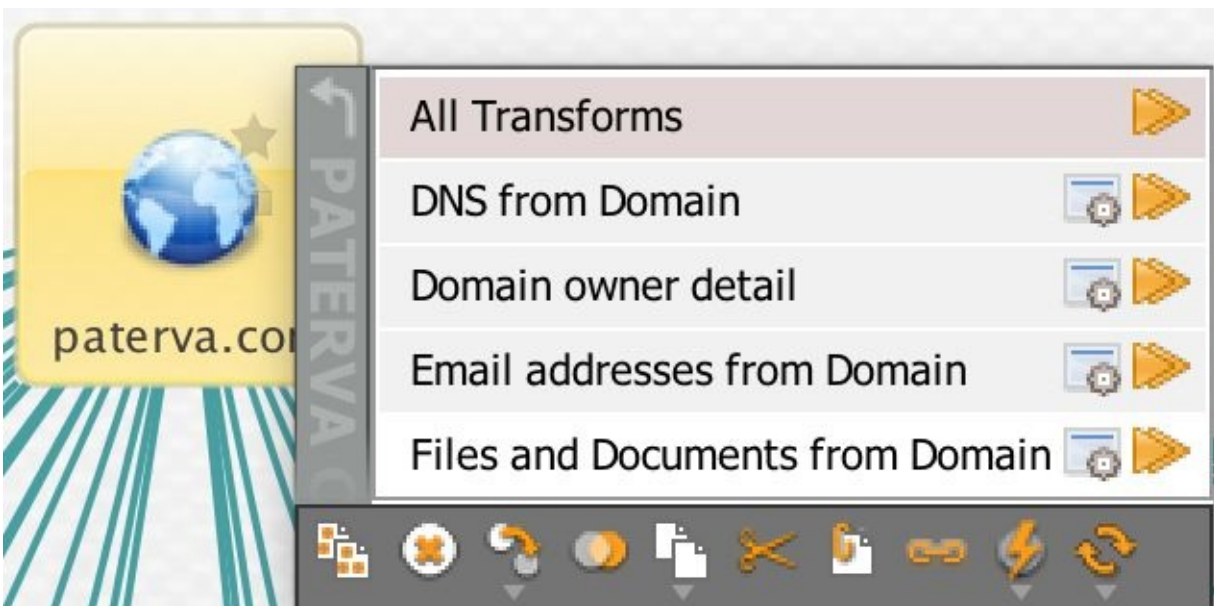 All Transforms
DNS from Domain
Domain owner detail
Email addresses from Domain
Files and Documents from Domain
paterva.co
PATERVA C